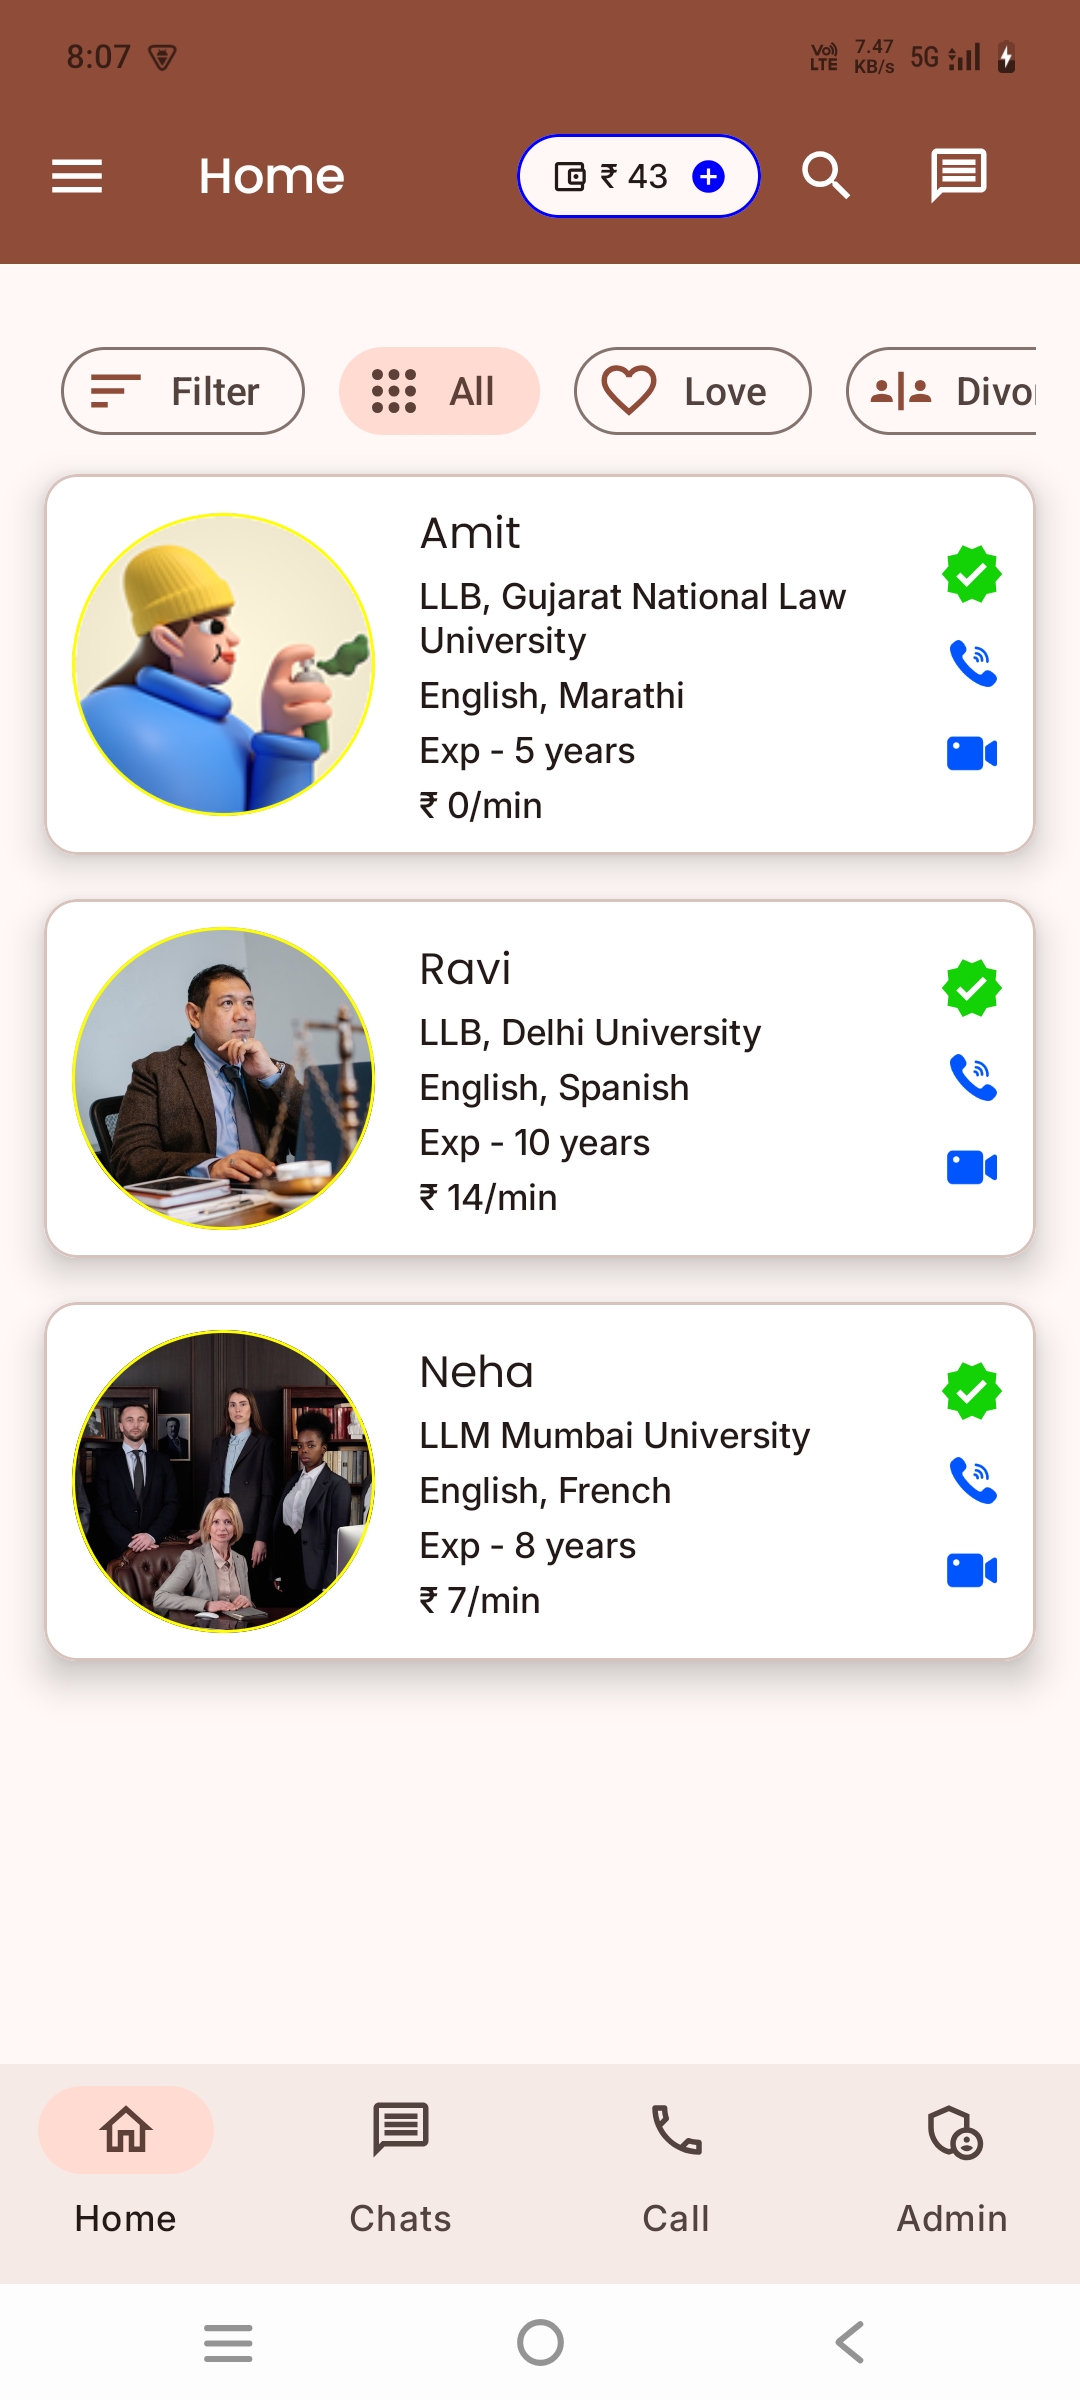 8:07
Vo) LTE
7.47 KB/s
5G
Home
₹ 43
Filter
All
Love
Divo
Amit
LLB, Gujarat National Law
University
English, Marathi
Exp - 5 years
₹ 0/min
Ravi
LLB, Delhi University
English, Spanish
Exp - 10 years
₹ 14/min
Neha
LLM Mumbai University
English, French
Exp - 8 years
₹ 7/min
Home
Chats
Call
Admin